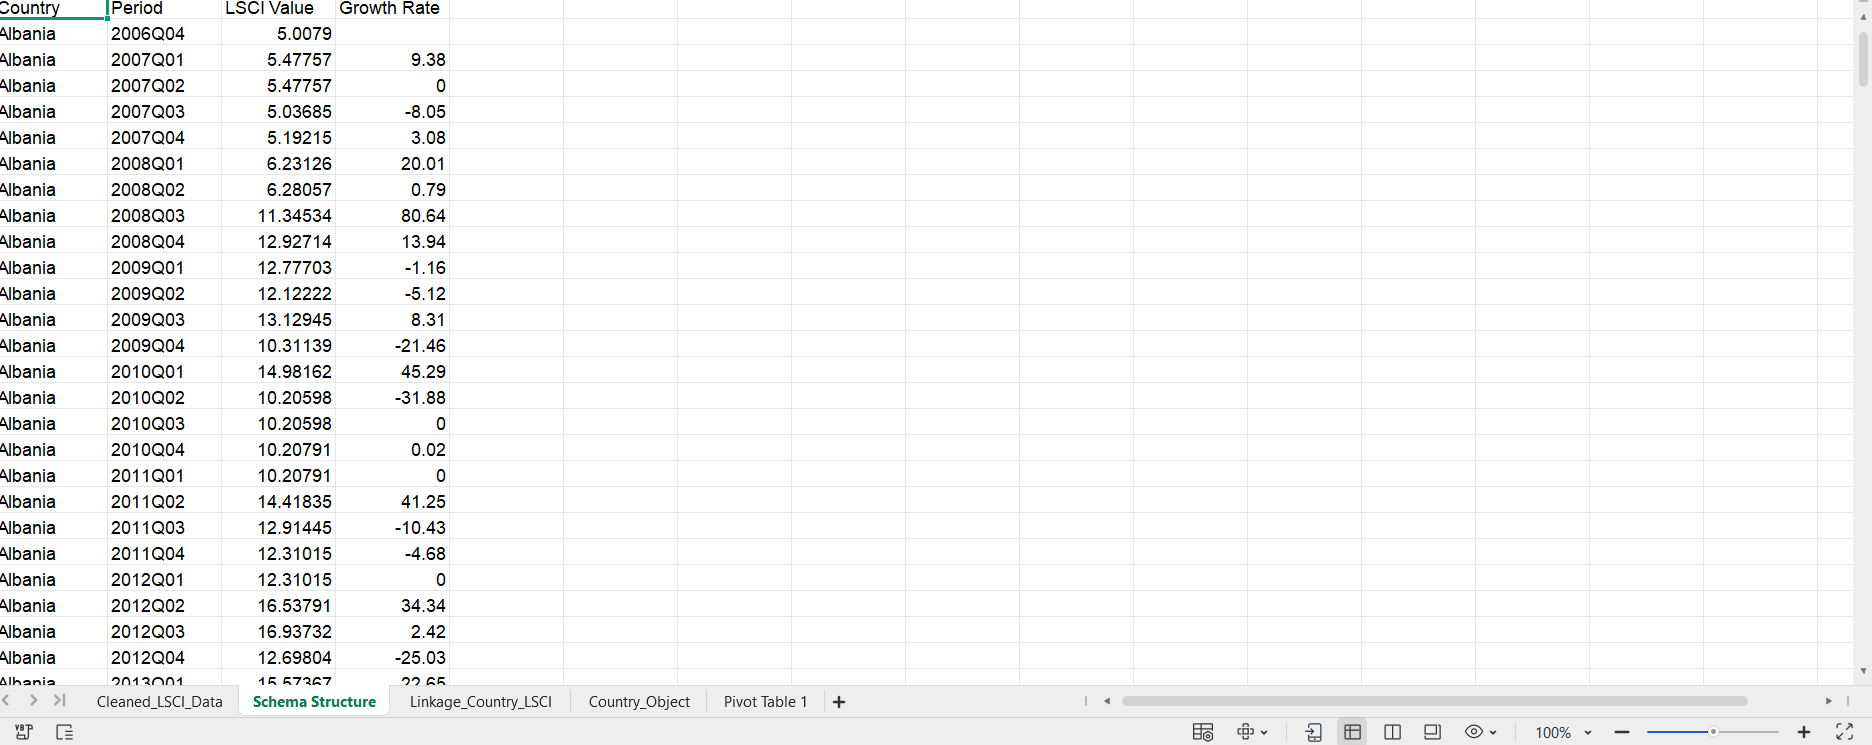 Country Period LSCI Value Growth Rate
Albania 2006Q04 5.0079
Albania 2007Q01 5.47757 9.38
Albania 2007Q02 5.47757 0
Albania 2007Q03 5.03685 -8.05
Albania 2007Q04 5.19215 3.08
Albania 2008Q01 6.23126 20.01
Albania 2008Q02 6.28057 0.79
Albania 2008Q03 11.34534 80.64
Albania 2008Q04 12.92714 13.94
Albania 2009Q01 12.77703 -1.16
Albania 2009Q02 12.12222 -5.12
Albania 2009Q03 13.12945 8.31
Albania 2009Q04 10.31139 -21.46
Albania 2010Q01 14.98162 45.29
Albania 2010Q02 10.20598 -31.88
Albania 2010Q03 10.20598 0
Albania 2010Q04 10.20791 0.02
Albania 2011Q01 10.20791 0
Albania 2011Q02 14.41835 41.25
Albania 2011Q03 12.91445 -10.43
Albania 2011Q04 12.31015 -4.68
Albania 2012Q01 12.31015 0
Albania 2012Q02 16.53791 34.34
Albania 2012Q03 16.93732 2.42
Albania 2012Q04 12.69804 -25.03
Albania 2013Q01 15.57367 22.65
Cleaned_LSCI_Data Schema Structure Linkage_Country_LSCI Country_Object Pivot Table 1
100%